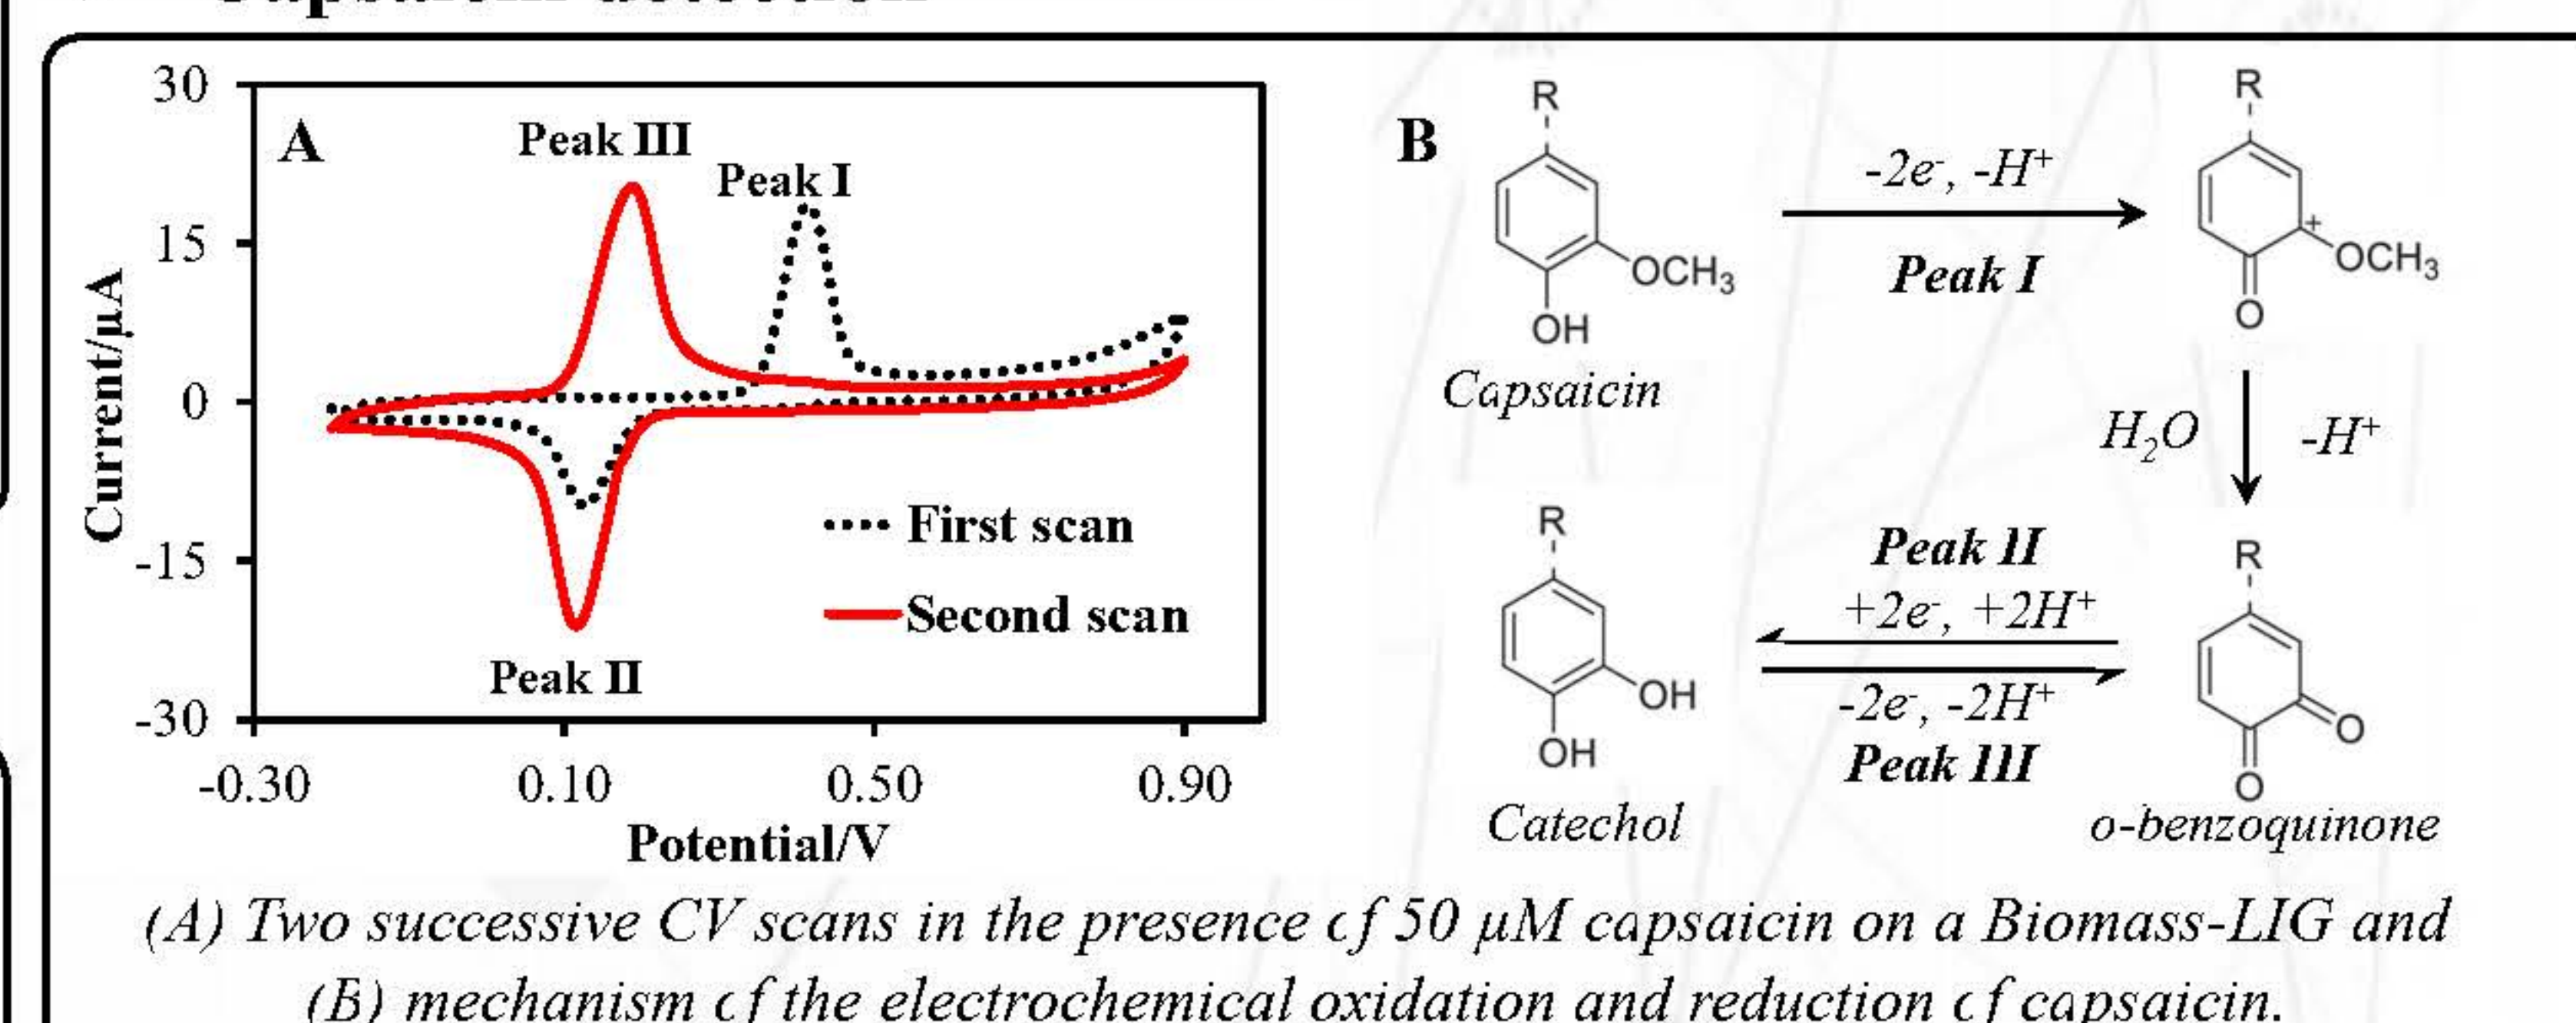 Capsaicin detection
A
30
15
0
-15
-30
Current/µA
Peak III
Peak I
Peak II
First scan
Second scan
-0.30 0.10 0.50 0.90
Potential/V
B
R
OCH3
OH
Capsaicin
-2e-, -H+
Peak I
R
+
OCH3
O
H2O -H+
R
OH
OH
Catechol
Peak II
+2e-, +2H+
-2e-, -2H+
Peak III
R
O
O
o-benzoquinone
(A) Two successive CV scans in the presence of 50 µM capsaicin on a Biomass-LIG and
(B) mechanism of the electrochemical oxidation and reduction of capsaicin.